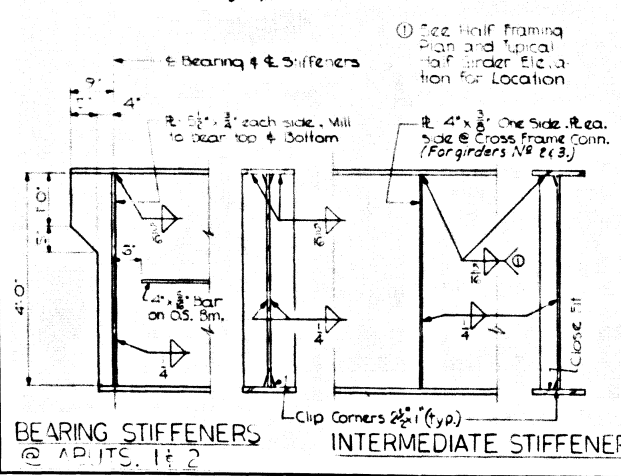 ① See Half Framing
Plan and Typical
Half Girder Eleva-
tion for Location
℄ Bearing & ℄ Stiffeners
9"
5" 4"
℄ 5½" x ¾" each side. Mill
to bear top & Bottom
℄ 4" x ⅜" One Side. ℄ ea.
side @ Cross Frame Conn.
(For girders Nº 2 & 3.)
1'0"
5"
4'0"
5/16
5/16
5/16
①
3"
4" x ⅝" Bar
on O.S. Bm.
1/4
1/4
1/4
Close Fit
Clip Corners 2½" x 1" (typ.)
BEARING STIFFENERS
@ ABUTS. 1 & 2
INTERMEDIATE STIFFENER